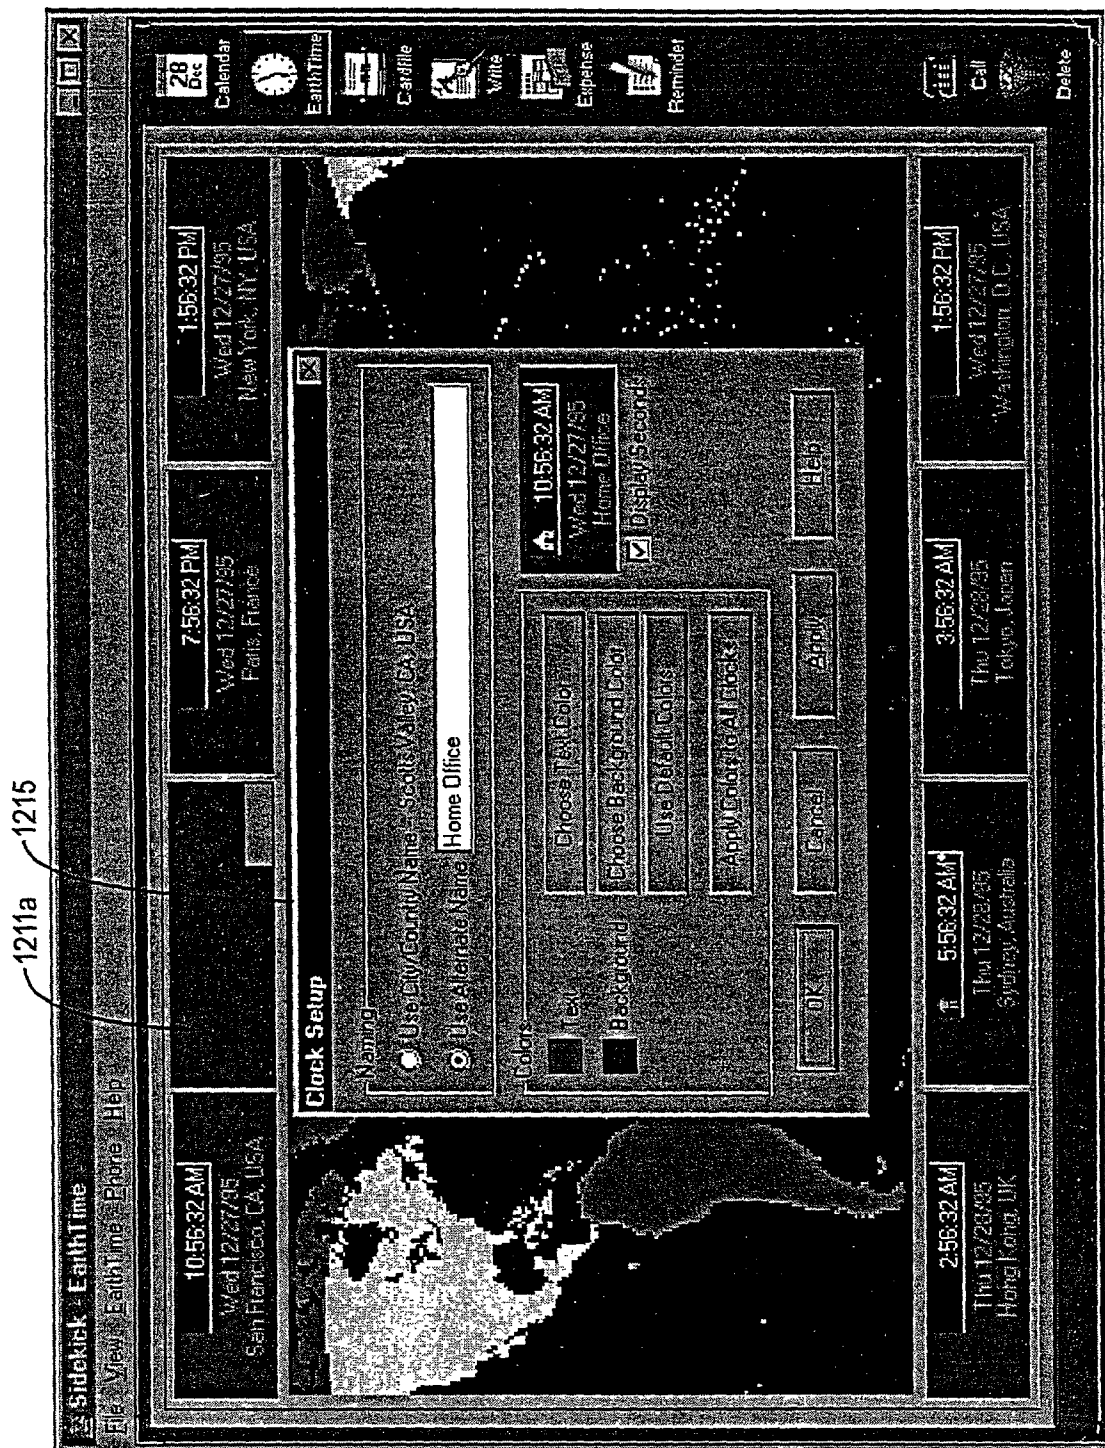 1211a
1215
Sidekick - EarthTime
File View EarthTime Phone Help
10:56:32 AM
Wed 12/27/95
San Francisco, CA, USA
7:56:32 PM
Wed 12/27/95
Paris, France
1:56:32 PM
Wed 12/27/95
New York, NY, USA
28
Dec
Calendar
EarthTime
Cardfile
Write
Expense
Reminder
Call
Delete
Clock Setup
Naming
Use City/Country Name - Scotts Valley, CA, USA
Use Alternate Name
Home Office
Colors
Text
Background
Choose Text Color
Choose Background Color
Use Default Colors
Apply Colors to All Clocks
10:56:32 AM
Wed 12/27/95
Home Office
Display Seconds
OK
Cancel
Apply
Help
2:56:32 AM
Thu 12/28/95
Hong Kong, UK
5:56:32 AM*
Thu 12/28/95
Sydney, Australia
3:56:32 AM
Thu 12/28/95
Tokyo, Japan
1:56:32 PM
Wed 12/27/95
Washington, D.C., USA